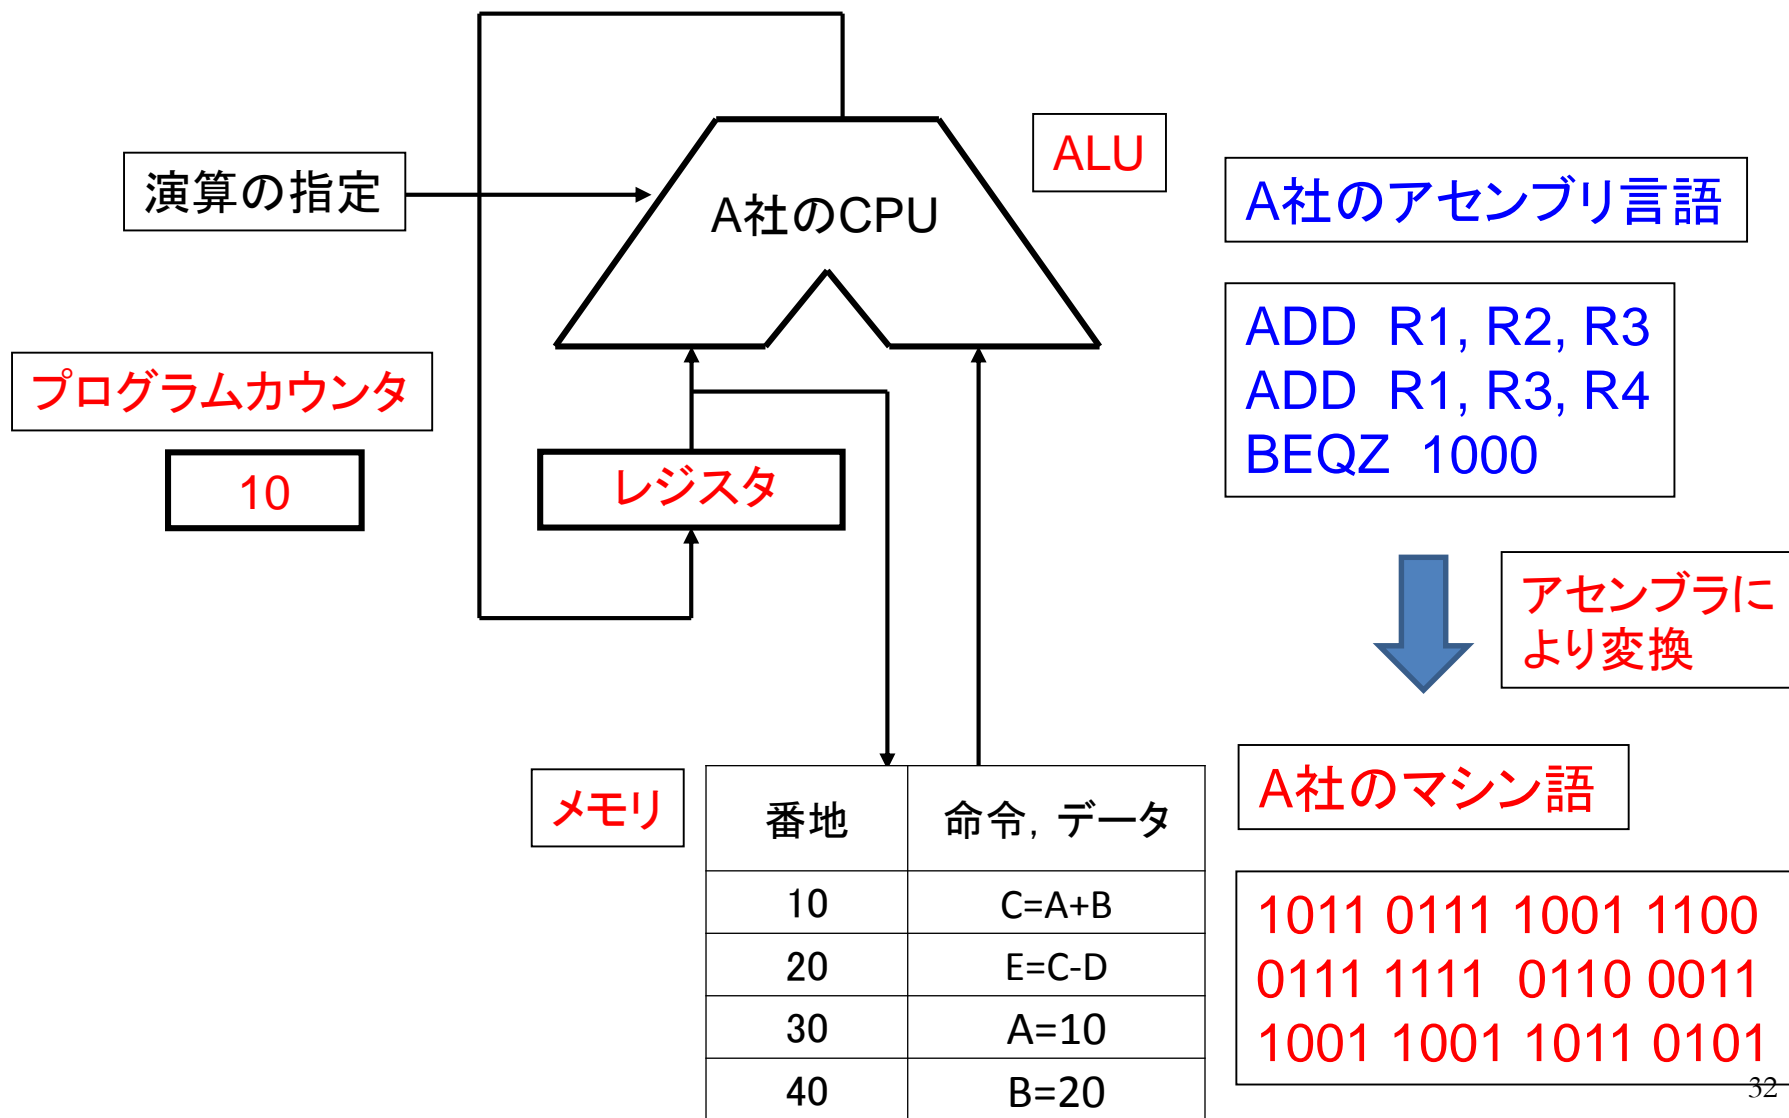 演算の指定
A社のCPU
ALU
プログラムカウンタ
10
レジスタ
メモリ
番地 命令, データ
10 C=A+B
20 E=C-D
30 A=10
40 B=20
A社のアセンブリ言語
ADD R1, R2, R3
ADD R1, R3, R4
BEQZ 1000
アセンブラに
より変換
A社のマシン語
1011 0111 1001 1100
0111 1111 0110 0011
1001 1001 1011 0101
32